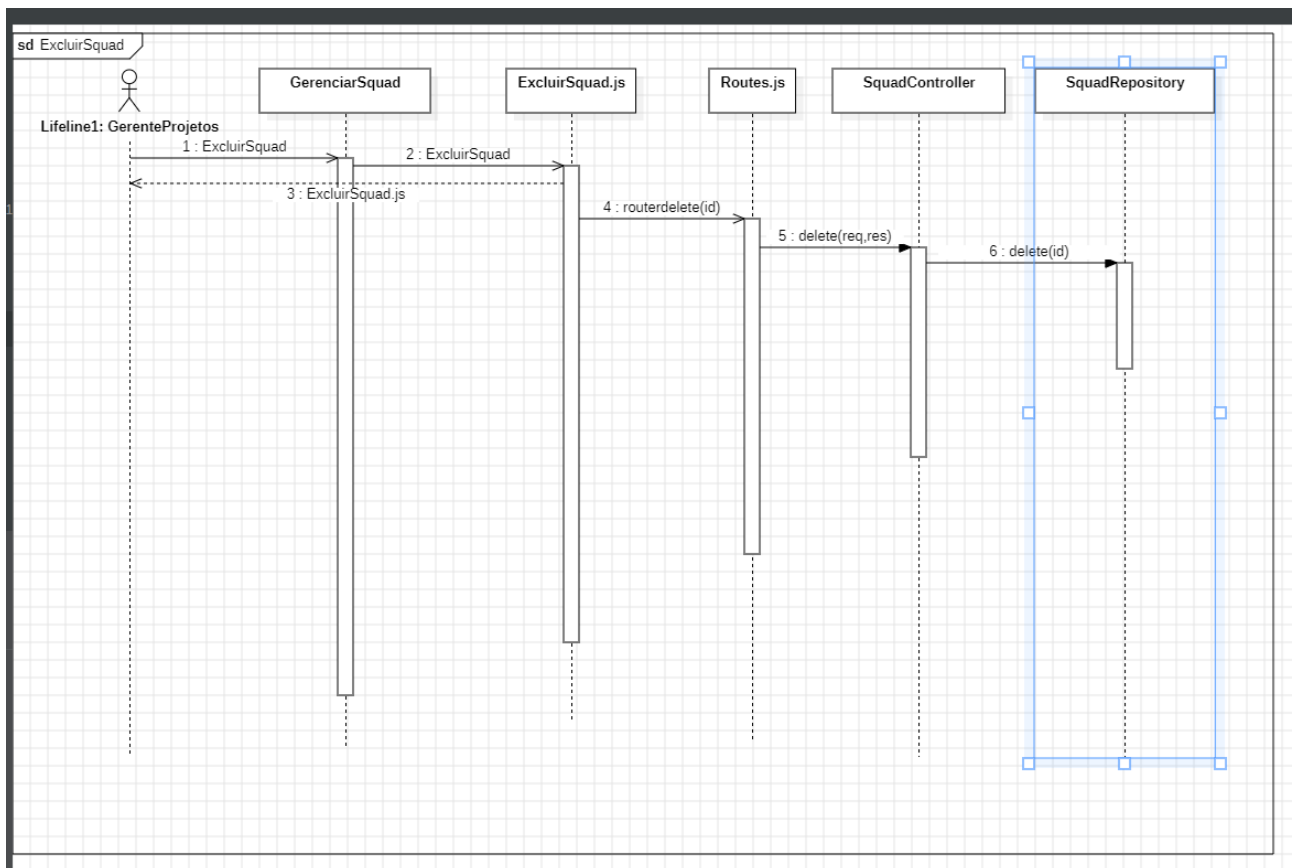 sd ExcluirSquad
GerenciarSquad
ExcluirSquad.js
Routes.js
SquadController
SquadRepository
Lifeline1: GerenteProjetos
1 : ExcluirSquad
2 : ExcluirSquad
3 : ExcluirSquad.js
4 : routerdelete(id)
5 : delete(req,res)
6 : delete(id)
1